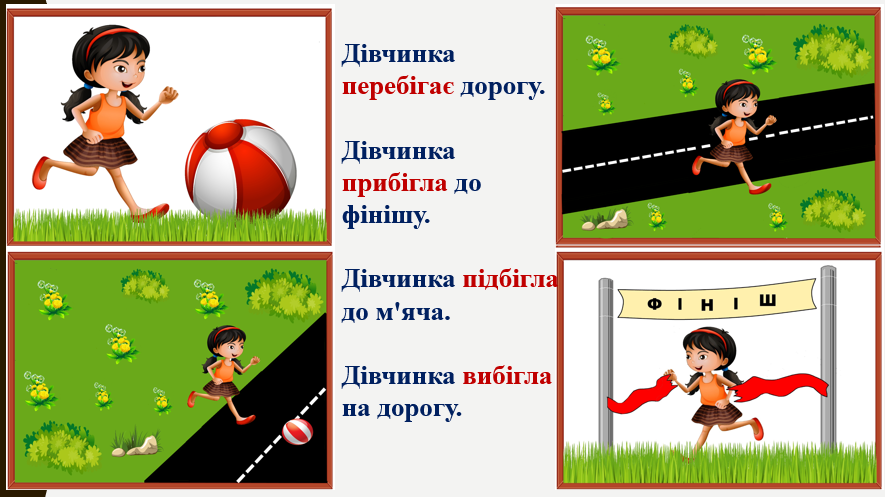 Дівчинка
перебігає дорогу.
Дівчинка
прибігла до
фінішу.
Дівчинка підбігла
до м'яча.
Дівчинка вибігла
на дорогу.
ФІНІШ